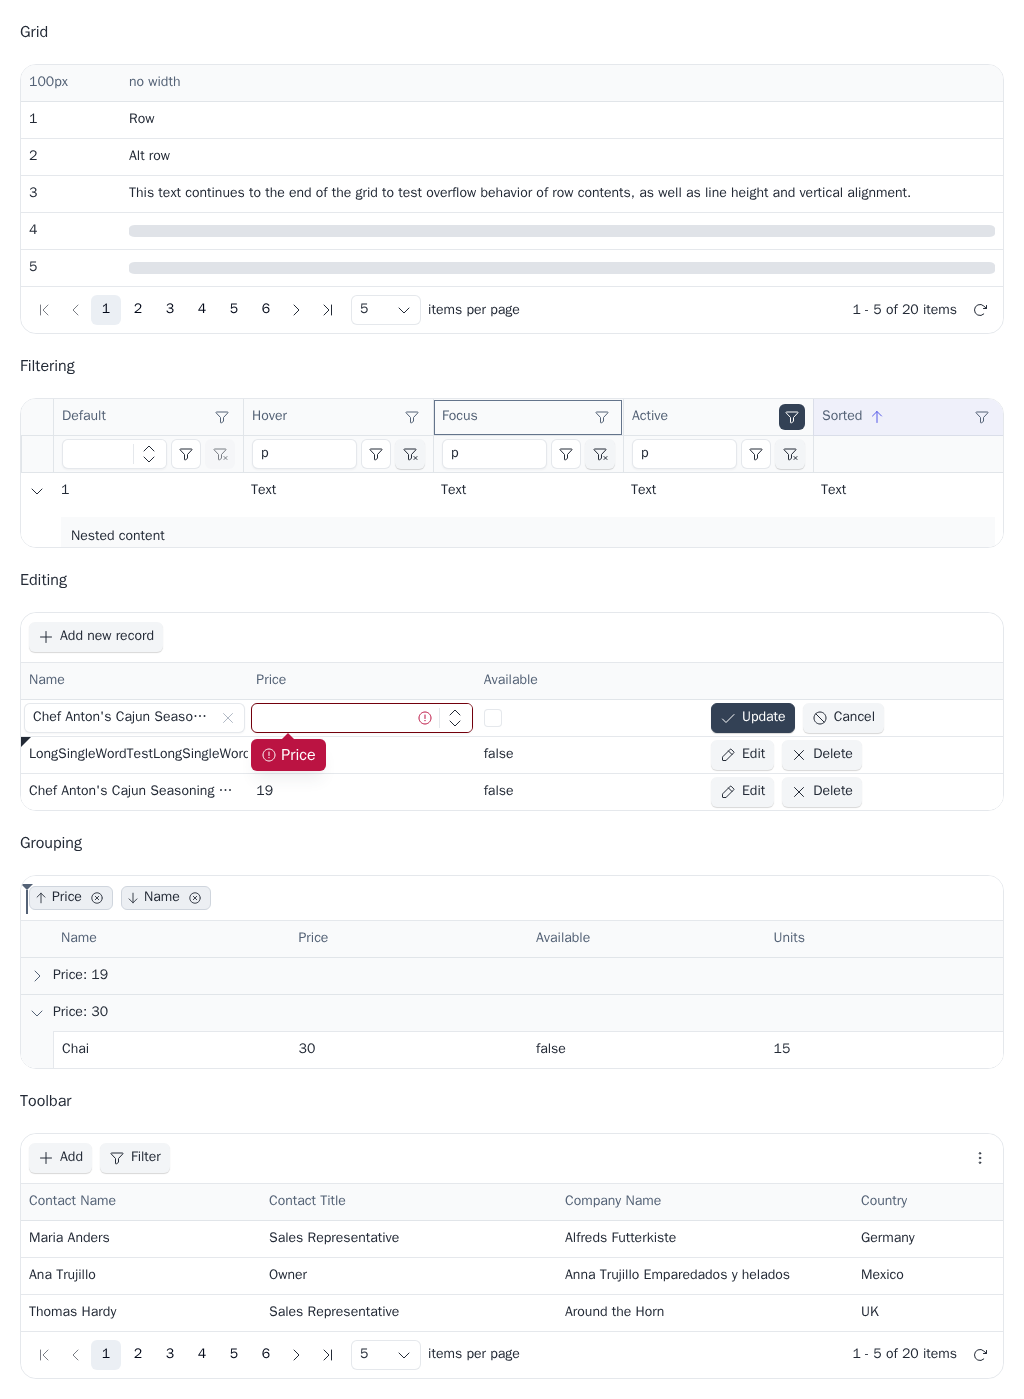 Grid
100px no width
1 Row
2 Alt row
3 This text continues to the end of the grid to test overflow behavior of row contents, as well as line height and vertical alignment.
4
5
1 2 3 4 5 6 5 items per page 1 - 5 of 20 items
Filtering
Default Hover Focus Active Sorted
p p p
1 Text Text Text Text
Nested content
Editing
Add new record
Name Price Available
Chef Anton's Cajun Seaso··· Update Cancel
LongSingleWordTestLongSingleWord Price false Edit Delete
Chef Anton's Cajun Seasoning ··· 19 false Edit Delete
Grouping
Price Name
Name Price Available Units
Price: 19
Price: 30
Chai 30 false 15
Toolbar
Add Filter
Contact Name Contact Title Company Name Country
Maria Anders Sales Representative Alfreds Futterkiste Germany
Ana Trujillo Owner Anna Trujillo Emparedados y helados Mexico
Thomas Hardy Sales Representative Around the Horn UK
1 2 3 4 5 6 5 items per page 1 - 5 of 20 items